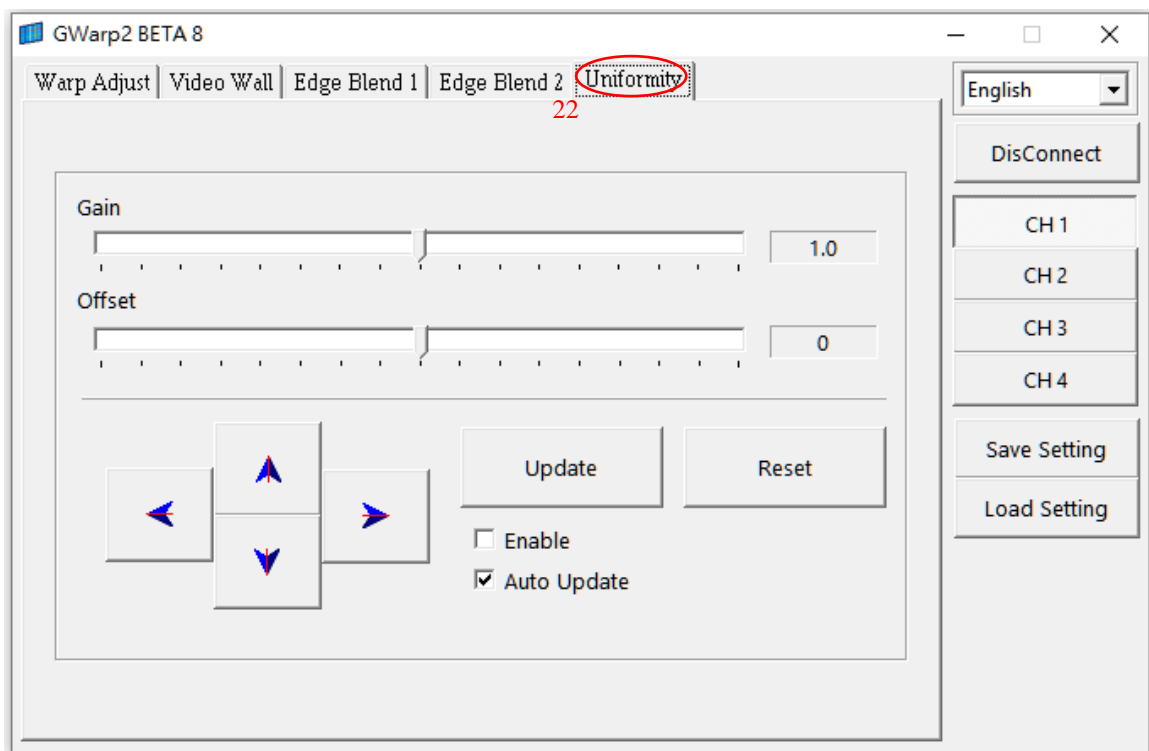 GWarp2 BETA 8
Warp Adjust Video Wall Edge Blend 1 Edge Blend 2 Uniformity
22
English
DisConnect
Gain
1.0
Offset
0
Update
Reset
Enable
Auto Update
CH 1
CH 2
CH 3
CH 4
Save Setting
Load Setting